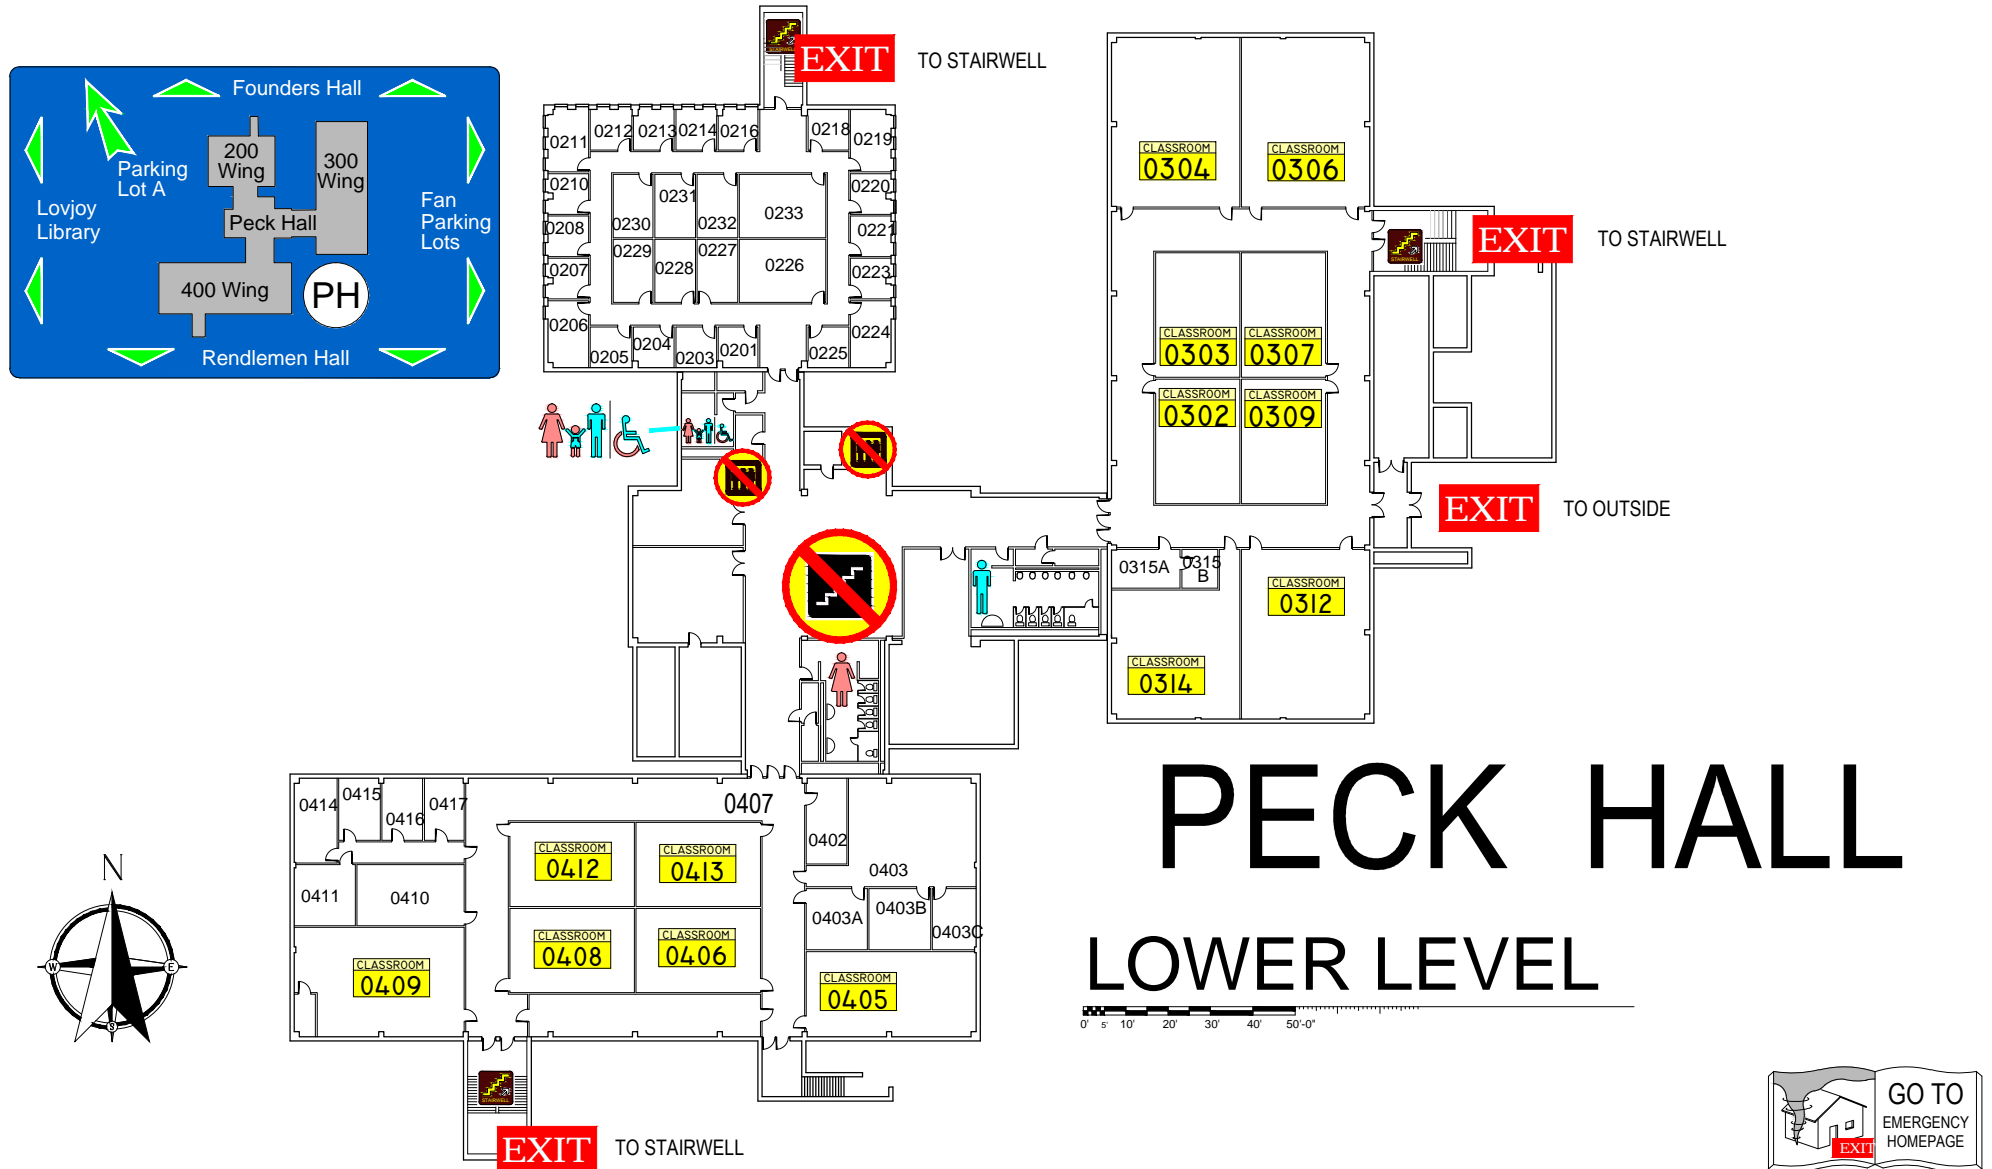 EXIT TO STAIRWELL
Founders Hall
200
Wing
300
Wing
Parking
Lot A
Lovjoy
Library
Peck Hall
Fan
Parking
Lots
400 Wing
PH
Rendlemen Hall
STAIRWELL
0211
0212
0213
0214
0216
0218
0219
0210
0231
0220
0230
0232
0233
0208
0221
0229
0228
0227
0226
0207
0223
0206
0205
0204
0203
0201
0225
0224
CLASSROOM
0304
CLASSROOM
0306
STAIRWELL
EXIT TO STAIRWELL
CLASSROOM
0303
CLASSROOM
0307
CLASSROOM
0302
CLASSROOM
0309
EXIT TO OUTSIDE
0315A
0315
B
CLASSROOM
0312
CLASSROOM
0314
PECK HALL
LOWER LEVEL
0' 5' 10' 20' 30' 40' 50'-0"
0407
0414
0415
0416
0417
0402
0403
CLASSROOM
0412
CLASSROOM
0413
0411
0410
0403A
0403B
0403C
CLASSROOM
0408
CLASSROOM
0406
CLASSROOM
0409
CLASSROOM
0405
N
W
E
S
STAIRWELL
EXIT TO STAIRWELL
GO TO
EMERGENCY
HOMEPAGE
EXIT